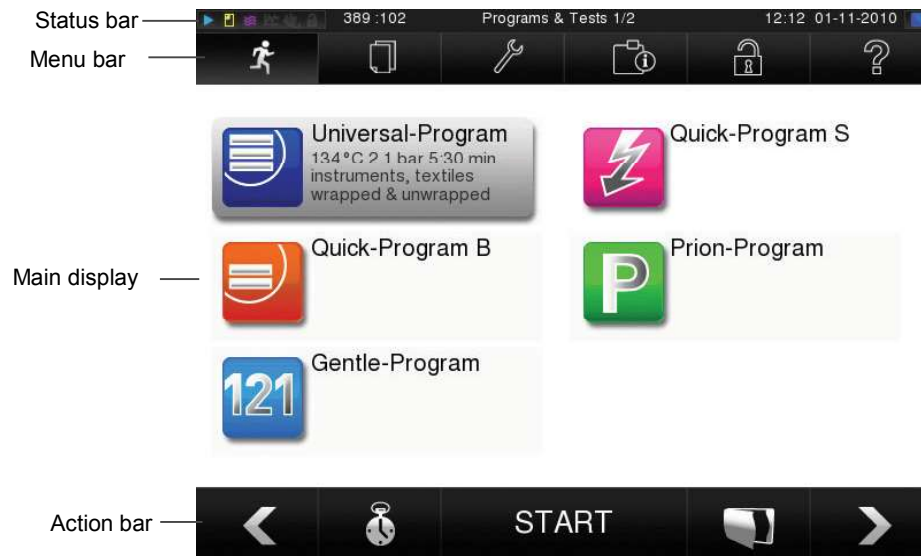 Status bar
389 :102 Programs & Tests 1/2 12:12 01-11-2010
Menu bar
Universal-Program
134°C 2.1 bar 5:30 min
instruments, textiles
wrapped & unwrapped
Quick-Program S
Main display
Quick-Program B
P
Prion-Program
121
Gentle-Program
Action bar
START